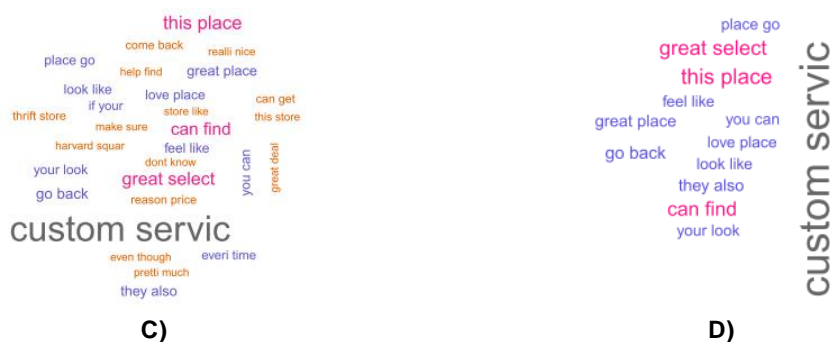 this place
come back
realli nice
place go
help find
great place
look like
love place
can get
if your
thrift store
store like
this store
make sure
can find
harvard squar
feel like
dont know
your look
great select
you can
great deal
go back
reason price
custom servic
even though
everi time
pretti much
they also
C)
place go
great select
this place
feel like
great place
you can
love place
go back
look like
they also
can find
your look
custom servic
D)